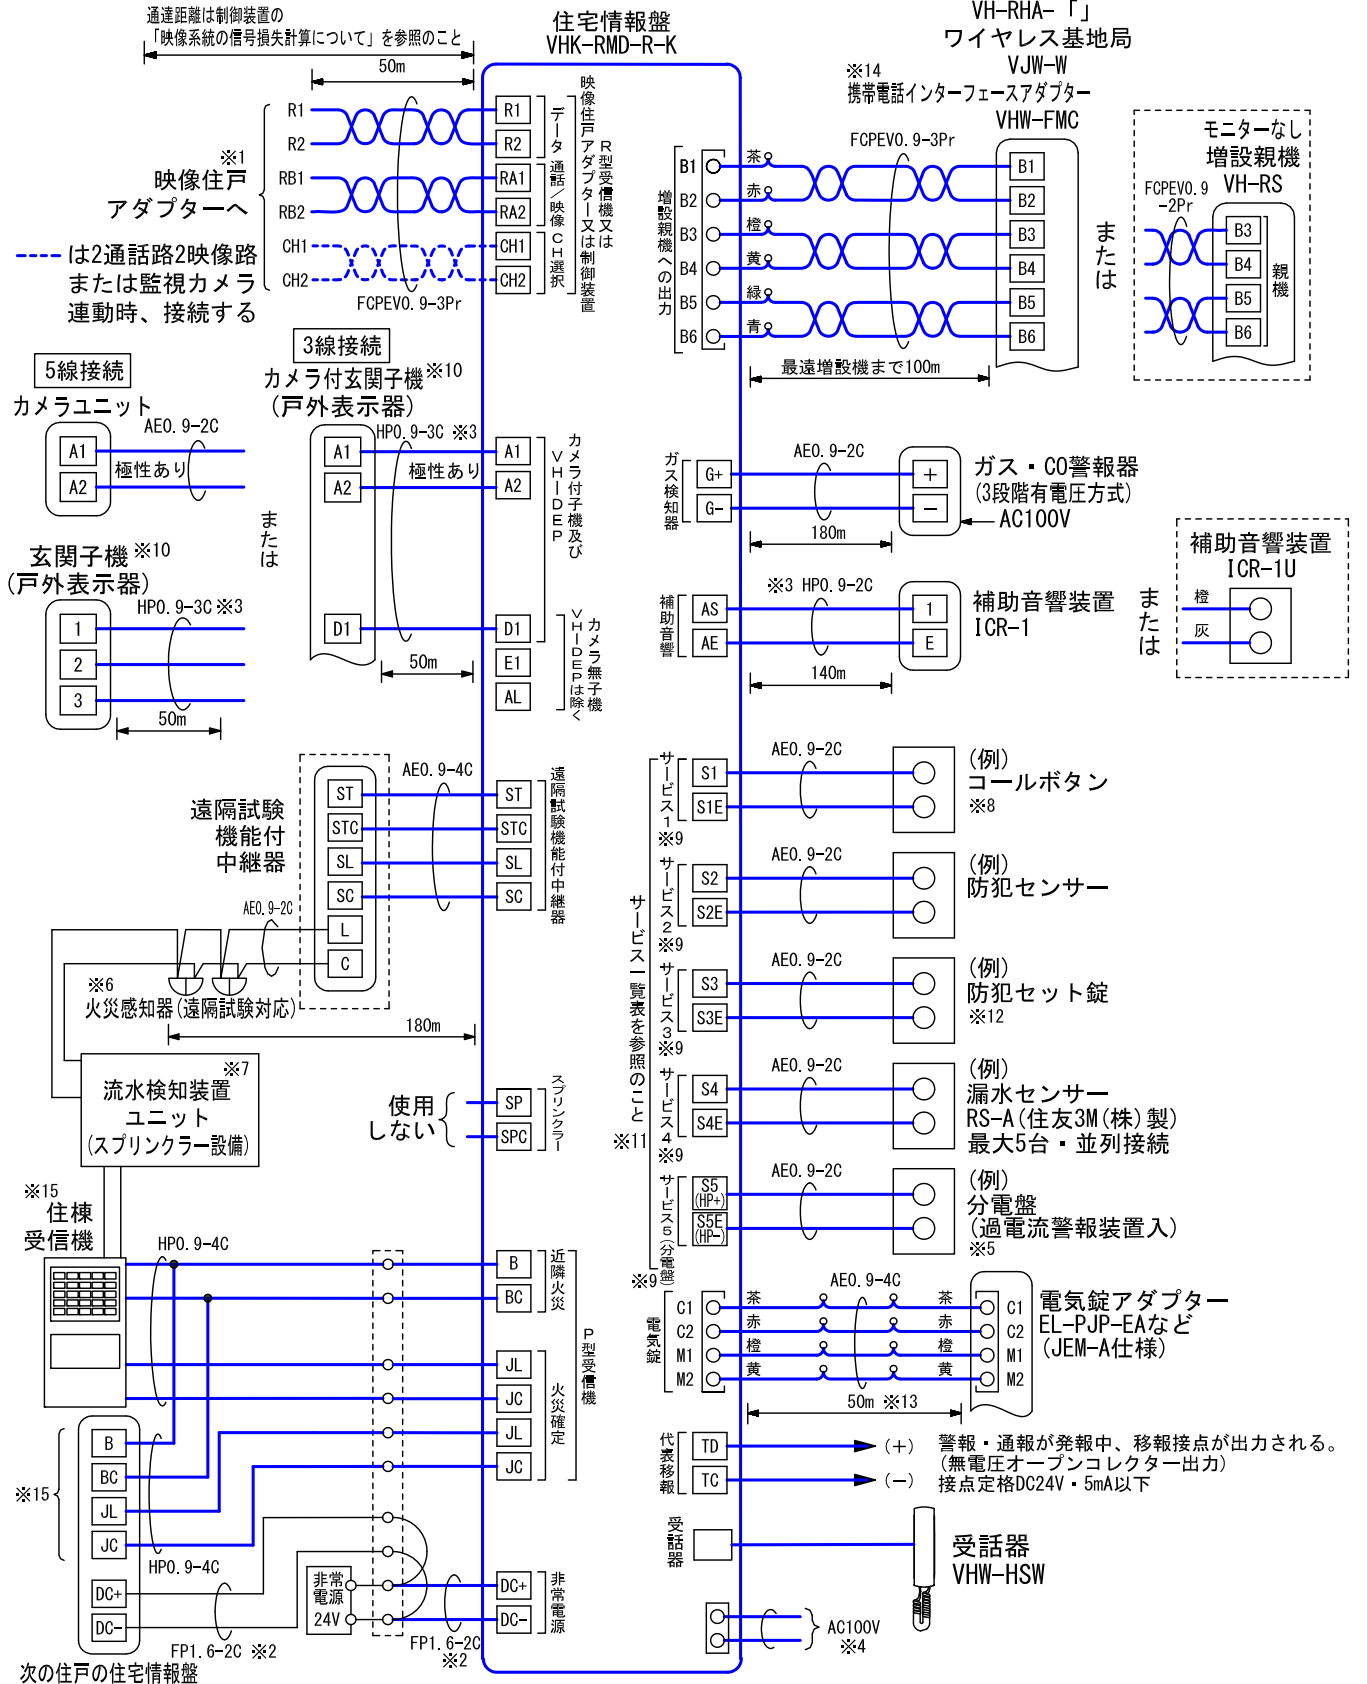 通達距離は制御装置の
「映像系統の信号損失計算について」を参照のこと
50m
住宅情報盤
VHK-RMD-R-K
VH-RHA-「」
ワイヤレス基地局
VJW-W
※14
携帯電話インターフェースアダプター
VHW-FMC
R1
R2
RB1
RB2
CH1
CH2
※1
映像住戸
アダプターへ
は2通話路2映像路
または監視カメラ
連動時、接続する
FCPEV0.9-3Pr
R1
R2
RA1
RA2
CH1
CH2
データ
通話/映像
CH選択
映像住戸アダプター又は制御装置
R型受信機又は
増設親機への出力
B1
B2
B3
B4
B5
B6
茶
赤
橙
黄
緑
青
FCPEV0.9-3Pr
B1
B2
B3
B4
B5
B6
最遠増設機まで100m
または
モニターなし
増設親機
VH-RS
FCPEV0.9
-2Pr
B3
B4
B5
B6
親機
5線接続
カメラユニット
AE0.9-2C
A1
A2
極性あり
3線接続
カメラ付玄関子機※10
(戸外表示器)
HP0.9-3C ※3
A1
A2
極性あり
D1
50m
または
玄関子機※10
(戸外表示器)
HP0.9-3C※3
1
2
3
50m
A1
A2
D1
E1
AL
カメラ付子機及び
VH-IDEP
カメラ無子機
VH-IDEPは除く
ガス検知器
G+
G-
AE0.9-2C
180m
+
-
ガス・CO警報器
(3段階有電圧方式)
AC100V
補助音響
AS
AE
※3 HP0.9-2C
140m
1
E
補助音響装置
ICR-1
または
補助音響装置
ICR-1U
橙
灰
遠隔試験
機能付
中継器
ST
STC
SL
SC
L
C
AE0.9-4C
AE0.9-2C
ST
STC
SL
SC
遠隔試験機能付中継器
※6
火災感知器(遠隔試験対応)
180m
※7
流水検知装置
ユニット
(スプリンクラー設備)
使用
しない
SP
SPC
スプリンクラー
サービス一覧表を参照のこと
※11
サービス1
※9
S1
S1E
AE0.9-2C
(例)
コールボタン
※8
サービス2
※9
S2
S2E
AE0.9-2C
(例)
防犯センサー
サービス3
※9
S3
S3E
AE0.9-2C
(例)
防犯セット錠
※12
サービス4
※9
S4
S4E
AE0.9-2C
(例)
漏水センサー
RS-A(住友3M(株)製)
最大5台・並列接続
サービス5(分電盤)
※9
S5
(HP+)
S5E
(HP-)
AE0.9-2C
(例)
分電盤
(過電流警報装置入)
※5
※15
住棟
受信機
HP0.9-4C
B
BC
JL
JC
JL
JC
近隣火災
火災確定
P型受信機
電気錠
C1
C2
M1
M2
茶
赤
橙
黄
AE0.9-4C
茶
赤
橙
黄
C1
C2
M1
M2
50m ※13
電気錠アダプター
EL-PJP-EAなど
(JEM-A仕様)
代表移報
TD
TC
(+)
(-)
警報・通報が発報中、移報接点が出力される。
(無電圧オープンコレクター出力)
接点定格DC24V・5mA以下
※15
B
BC
JL
JC
DC+
DC-
HP0.9-4C
FP1.6-2C ※2
次の住戸の住宅情報盤
非常
電源
24V
FP1.6-2C
※2
DC+
DC-
非常電源
受話器
受話器
VHW-HSW
AC100V
※4